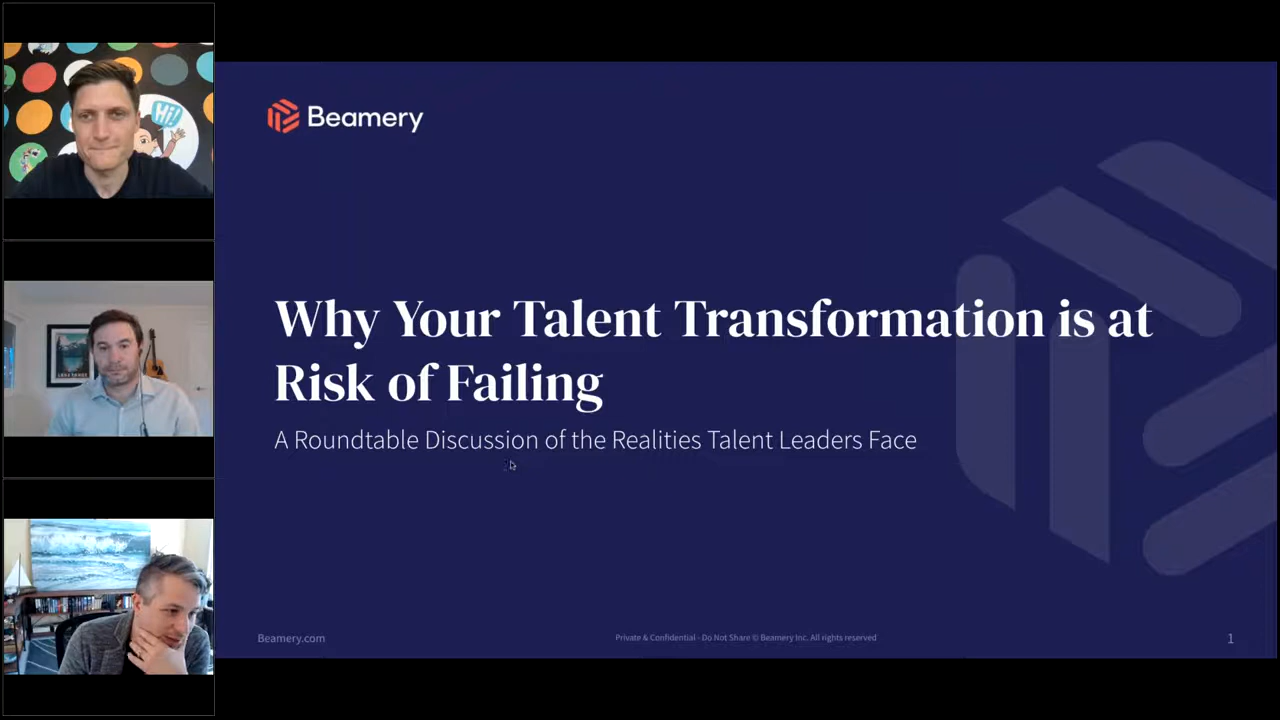 Hi!
Beamery
Why Your Talent Transformation is at
Risk of Failing
A Roundtable Discussion of the Realities Talent Leaders Face
Beamery.com
Private & Confidential - Do Not Share © Beamery Inc. All rights reserved
1